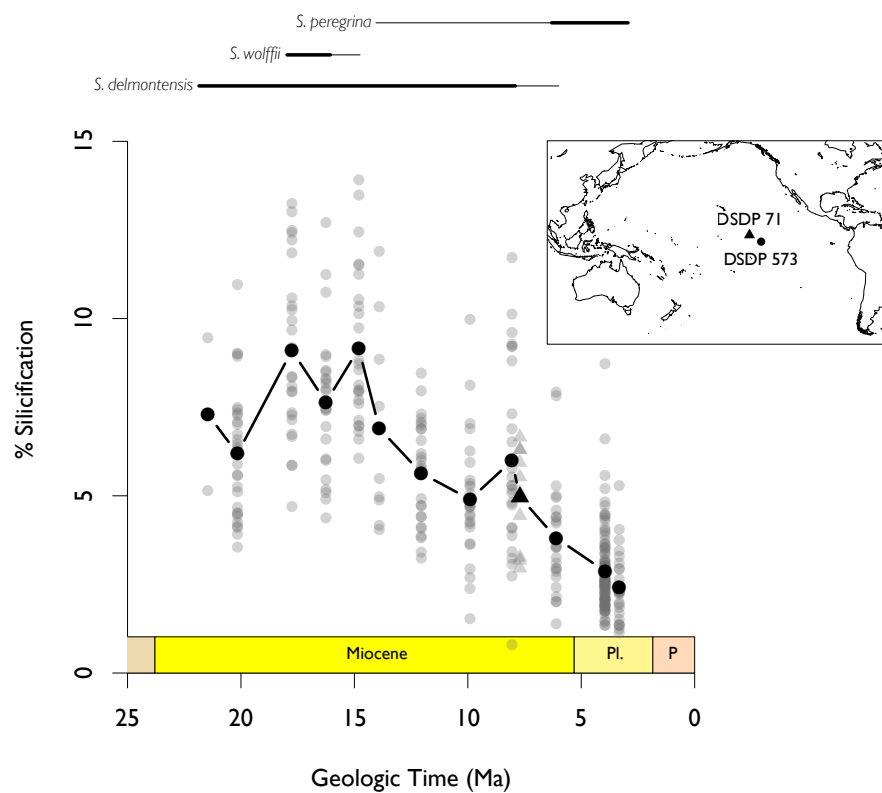 S. peregrina
S. wolffii
S. delmontensis
15
10
5
0
% Silicification
DSDP 71
DSDP 573
Miocene
Pl.
P
25
20
15
10
5
0
Geologic Time (Ma)